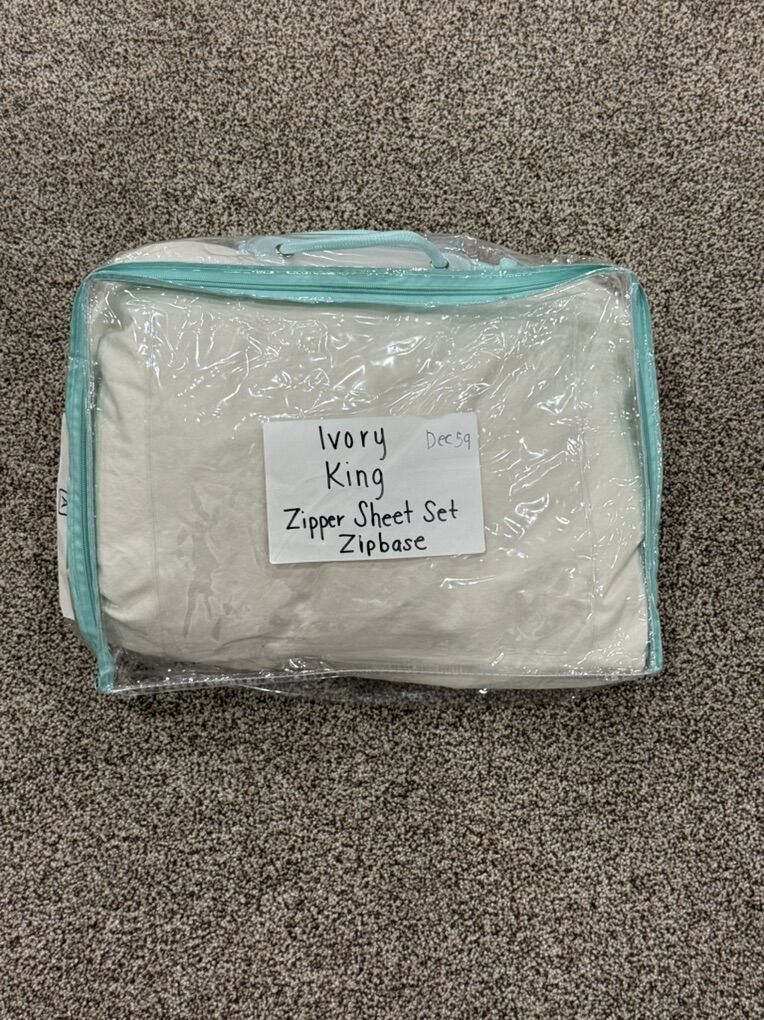 Ivory Dec59
King
Zipper Sheet Set
Zipbase